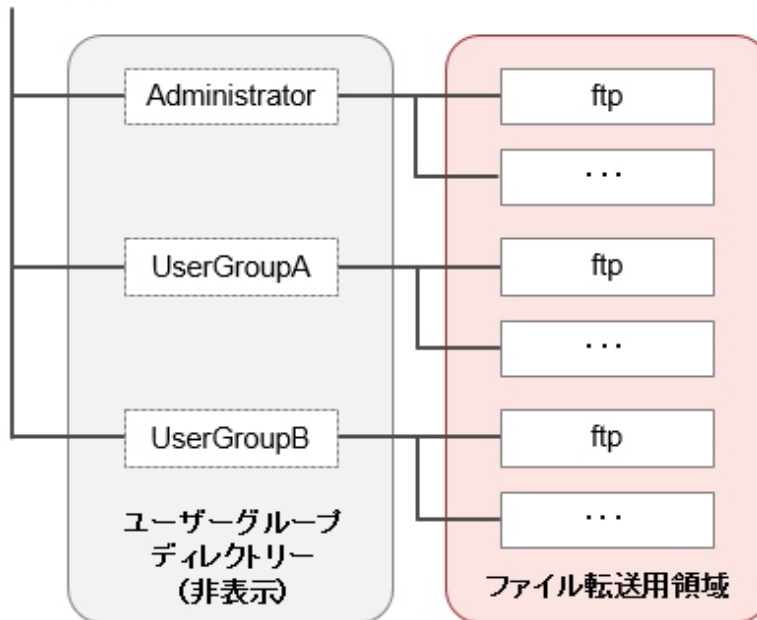 Administrator
ftp
...
UserGroupA
ftp
...
UserGroupB
ftp
...
ユーザーグループ
ディレクトリー
(非表示)
ファイル転送用領域